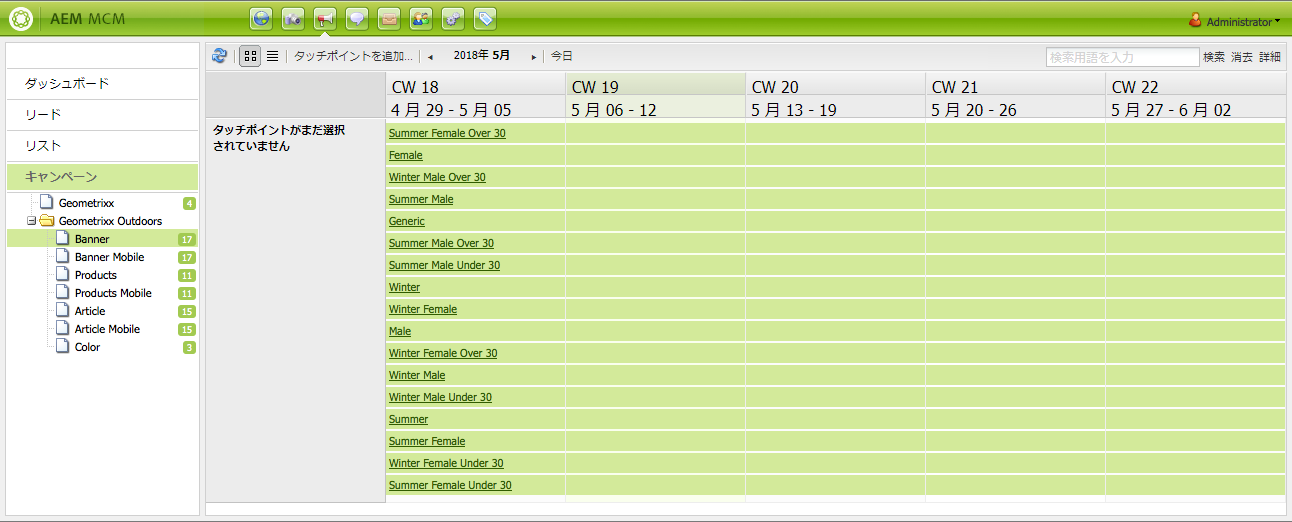 AEM MCM
Administrator
ダッシュボード
リード
リスト
キャンペーン
Geometrixx 4
Geometrixx Outdoors
Banner 17
Banner Mobile 17
Products 11
Products Mobile 11
Article 15
Article Mobile 15
Color 3
タッチポイントを追加... 2018年 5月 今日 検索用語を入力 検索 消去 詳細
CW 18 CW 19 CW 20 CW 21 CW 22
4 月 29 - 5 月 05 5 月 06 - 12 5 月 13 - 19 5 月 20 - 26 5 月 27 - 6 月 02
タッチポイントがまだ選択
されていません
Summer Female Over 30
Female
Winter Male Over 30
Summer Male
Generic
Summer Male Over 30
Summer Male Under 30
Winter
Winter Female
Male
Winter Female Over 30
Winter Male
Winter Male Under 30
Summer
Summer Female
Winter Female Under 30
Summer Female Under 30